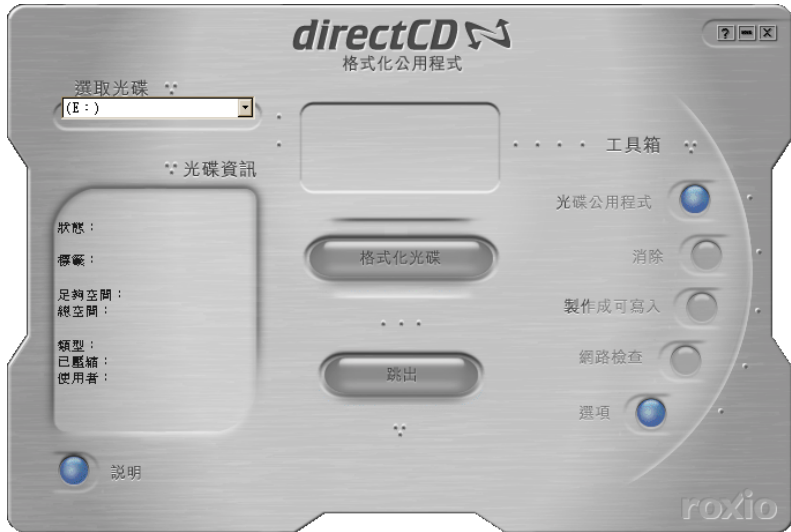 directCD
格式化公用程式
? - X
選取光碟
(E:)
光碟資訊
狀態：
標籤：
足夠空間：
總空間：
類型：
已壓縮：
使用者：
說明
格式化光碟
跳出
工具箱
光碟公用程式
消除
製作成可寫入
網路檢查
選項
roxio